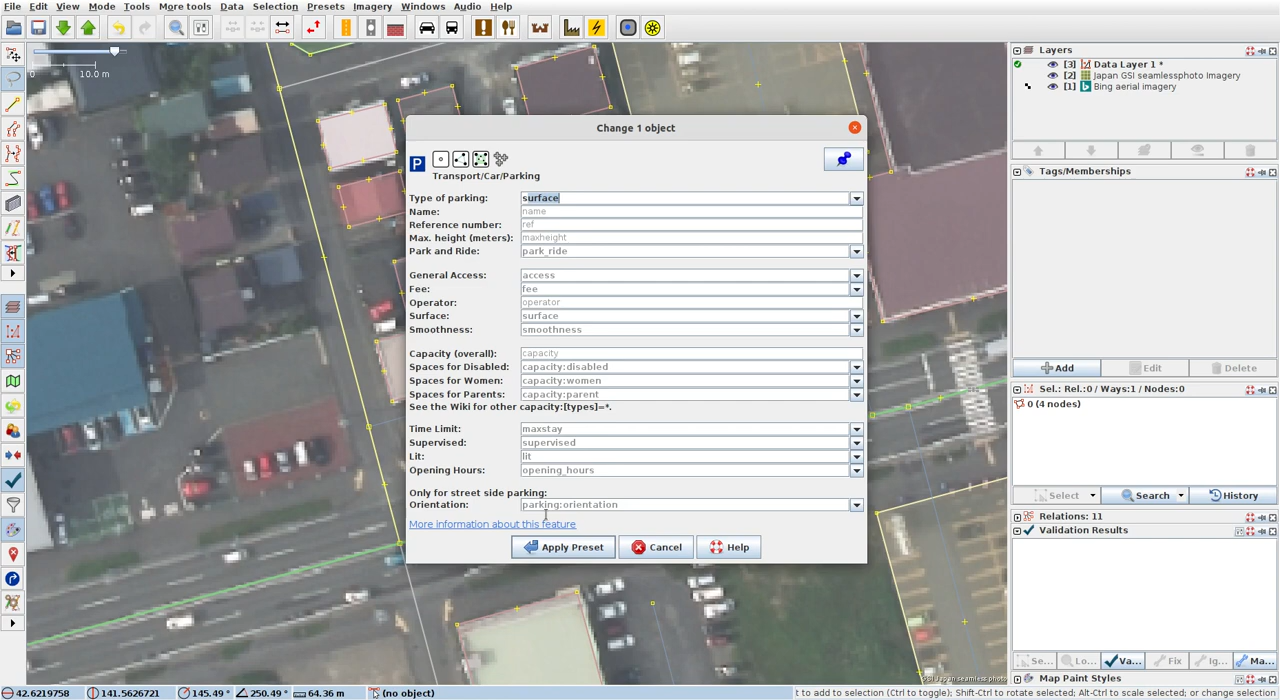 File Edit View Mode Tools More tools Data Selection Presets Imagery Windows Audio Help
0 10.0 m
Layers
[3] Data Layer 1 *
[2] Japan GSI seamlessphoto Imagery
[1] Bing aerial imagery
Change 1 object
P
Transport/Car/Parking
Type of parking: surface
Name: name
Reference number: ref
Max. height (meters): maxheight
Park and Ride: park_ride
General Access: access
Fee: fee
Operator: operator
Surface: surface
Smoothness: smoothness
Capacity (overall): capacity
Spaces for Disabled: capacity:disabled
Spaces for Women: capacity:women
Spaces for Parents: capacity:parent
See the Wiki for other capacity:[types]=*.
Time Limit: maxstay
Supervised: supervised
Lit: lit
Opening Hours: opening_hours
Only for street side parking:
Orientation: parking:orientation
More information about this feature
Apply Preset Cancel Help
Tags/Memberships
Add Edit Delete
Sel.: Rel.:0 / Ways:1 / Nodes:0
0 (4 nodes)
Select Search History
Relations: 11
Validation Results
Se... Lo... Va... Fix Ig... Ma...
Map Paint Styles
42.6219758 141.5626721 145.49° 250.49° 64.36 m (no object)
t to add to selection (Ctrl to toggle); Shift-Ctrl to rotate selected; Alt-Ctrl to scale selected; or change selection